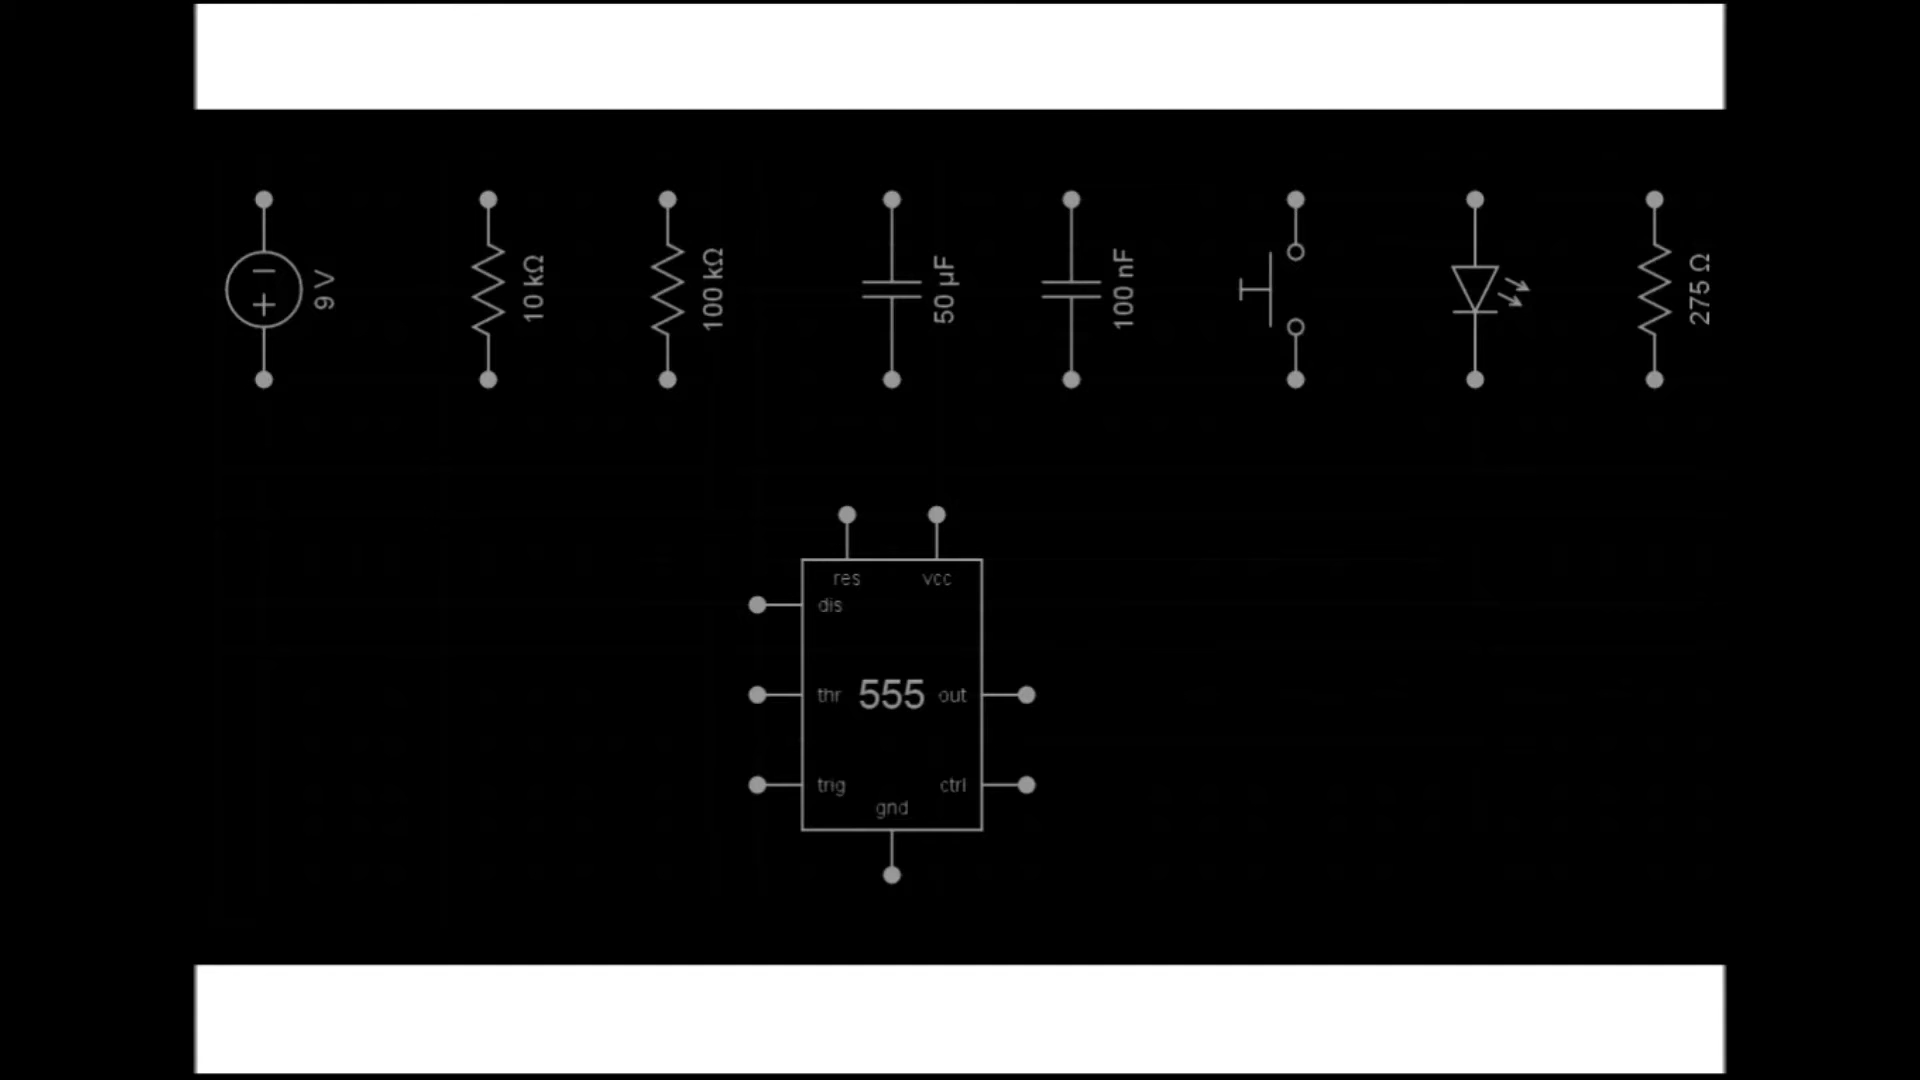 9 V
10 kΩ
100 kΩ
50 µF
100 nF
275 Ω
res
vcc
dis
thr
555
out
trig
ctrl
gnd